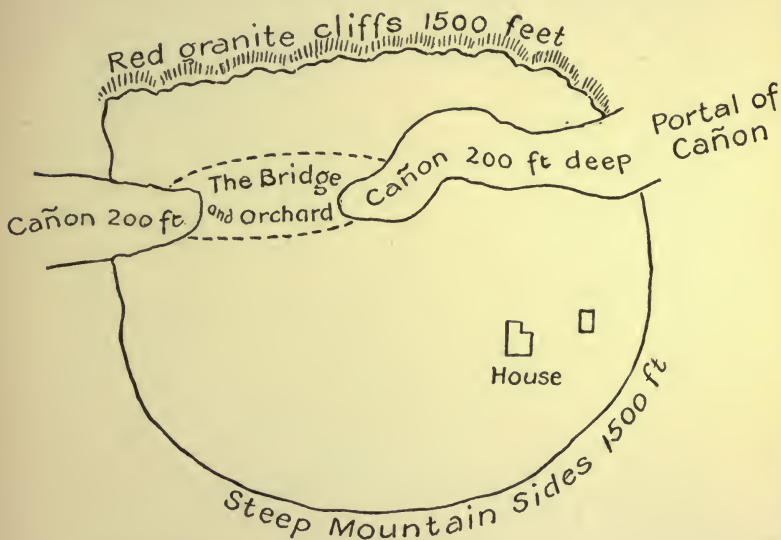 Red granite cliffs 1500 feet
Portal of
Cañon
Cañon 200 ft deep
The Bridge
and Orchard
Cañon 200 ft.
House
Steep Mountain Sides 1500 ft